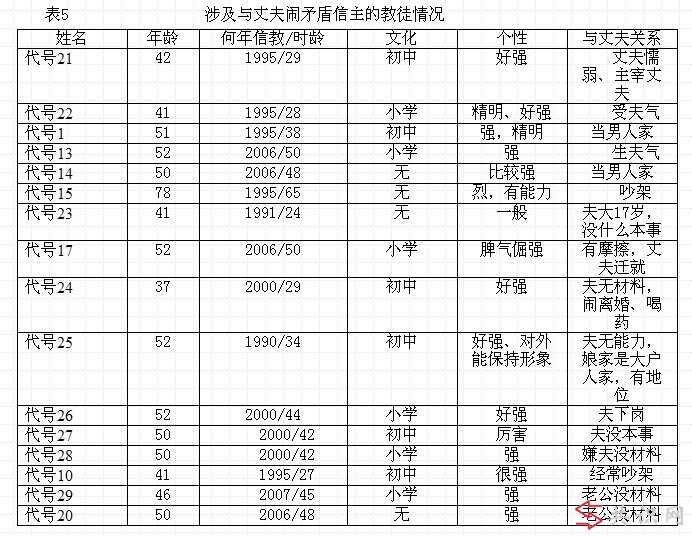 表5 涉及与丈夫闹矛盾信主的教徒情况
姓名 年龄 何年信教/时龄 文化 个性 与丈夫关系
代号21 42 1995/29 初中 好强 丈夫懦
弱、主宰丈
夫
代号22 41 1995/28 小学 精明、好强 受夫气
代号1 51 1995/38 初中 强，精明 当男人家
代号13 52 2006/50 小学 强 生夫气
代号14 50 2006/48 无 比较强 当男人家
代号15 78 1995/65 无 烈，有能力 吵架
代号23 41 1991/24 无 一般 夫大17岁，
没什么本事
代号17 52 2006/50 小学 脾气倔强 有摩擦，丈
夫迁就
代号24 37 2000/29 初中 好强 夫无材料，
闹离婚、喝
药
代号25 52 1990/34 初中 好强、对外 夫无能力，
能保持形象 娘家是大户
人家，有地
位
代号26 52 2000/44 小学 好强 夫下岗
代号27 50 2000/42 初中 厉害 夫没本事
代号28 50 2000/42 小学 强 嫌夫没材料
代号10 41 1995/27 初中 很强 经常吵架
代号29 46 2007/45 小学 强 老公没材料
代号20 50 2006/48 无 强 老公没材料